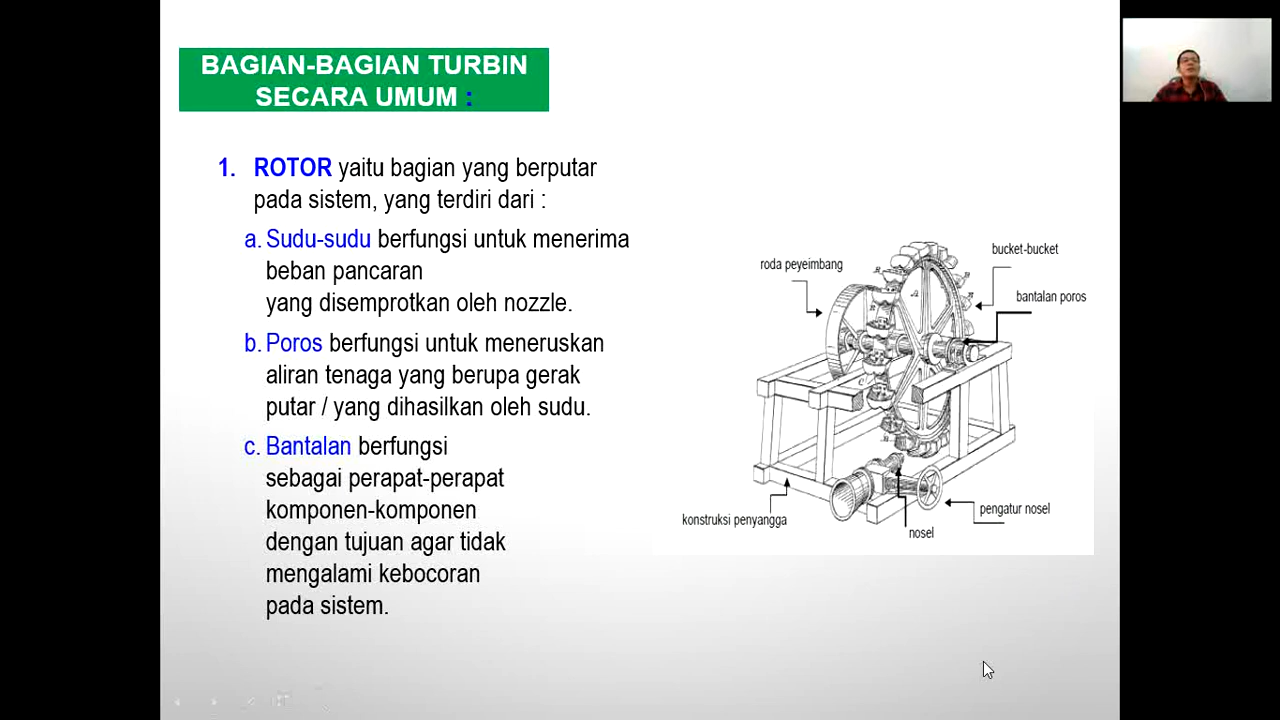 BAGIAN-BAGIAN TURBIN
SECARA UMUM :
1. ROTOR yaitu bagian yang berputar
pada sistem, yang terdiri dari :
a. Sudu-sudu berfungsi untuk menerima
beban pancaran
yang disemprotkan oleh nozzle.
b. Poros berfungsi untuk meneruskan
aliran tenaga yang berupa gerak
putar / yang dihasilkan oleh sudu.
c. Bantalan berfungsi
sebagai perapat-perapat
komponen-komponen
dengan tujuan agar tidak
mengalami kebocoran
pada sistem.
roda peyeimbang
bucket-bucket
bantalan poros
konstruksi penyangga
nosel
pengatur nosel